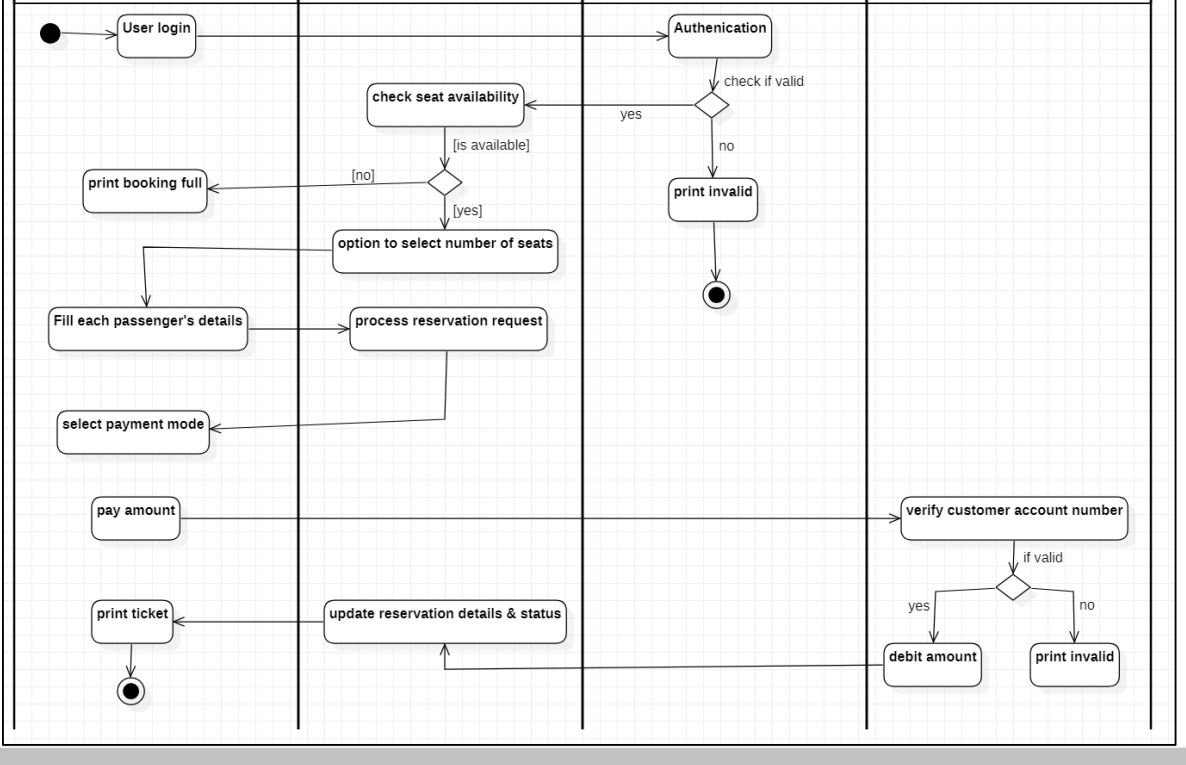 User login
Authenication
check if valid
check seat availability
yes
[is available]
no
[no]
print booking full
print invalid
[yes]
option to select number of seats
Fill each passenger's details
process reservation request
select payment mode
pay amount
verify customer account number
if valid
yes
no
print ticket
update reservation details & status
debit amount
print invalid